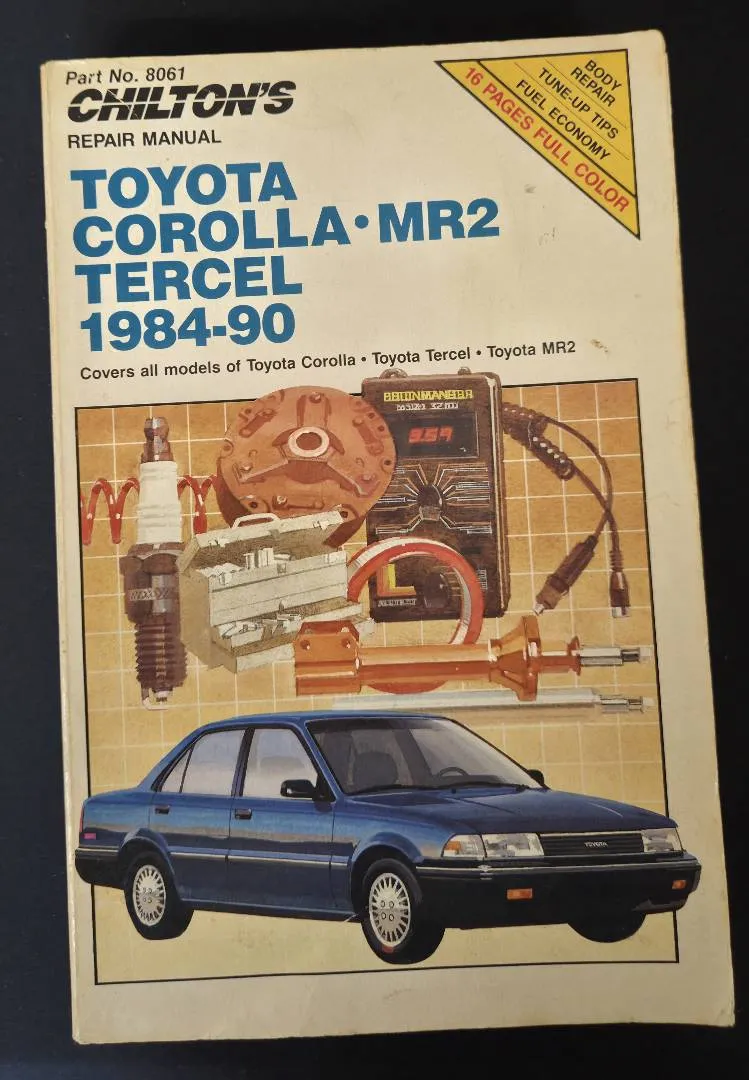 Part No. 8061
CHILTON'S
REPAIR MANUAL
BODY
REPAIR
TUNE-UP TIPS
FUEL ECONOMY
16 PAGES FULL COLOR
TOYOTA
COROLLA • MR2
TERCEL
1984-90
Covers all models of Toyota Corolla • Toyota Tercel • Toyota MR2
TOYOTA